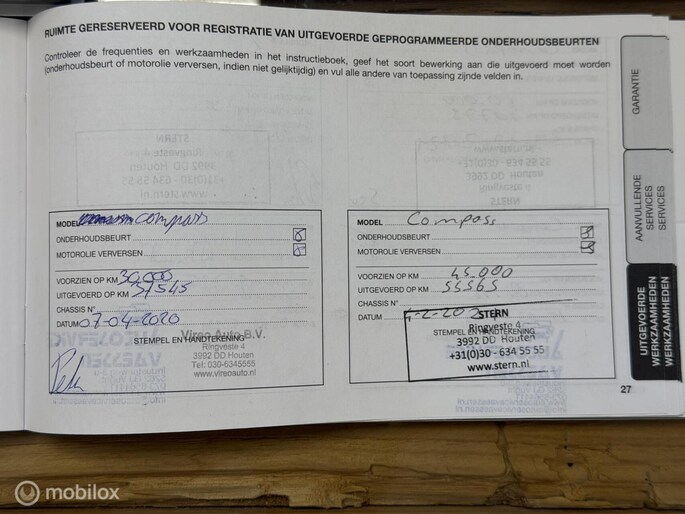 RUIMTE GERESERVEERD VOOR REGISTRATIE VAN UITGEVOERDE GEPROGRAMMEERDE ONDERHOUDSBEURTEN
Controleer de frequenties en werkzaamheden in het instructieboek, geef het soort bewerking aan die uitgevoerd moet worden
(onderhoudsbeurt of motorolie verversen, indien niet gelijktijdig) en vul alle andere van toepassing zijnde velden in.
GARANTIE
AANVULLENDE
SERVICES
SERVICES
UITGEVOERDE
WERKZAAMHEDEN
WERKZAAMHEDEN
MODEL compass
ONDERHOUDSBEURT
MOTOROLIE VERVERSEN
VOORZIEN OP KM 30.000
UITGEVOERD OP KM 37545
CHASSIS N°
DATUM 07-04-2020
STEMPEL EN HANDTEKENING
Vireo Auto B.V.
Ringveste 4
3992 DD Houten
Tel: 030-6345555
www.vireoauto.nl
MODEL Compass
ONDERHOUDSBEURT
MOTOROLIE VERVERSEN
VOORZIEN OP KM 45.000
UITGEVOERD OP KM 55565
CHASSIS N°
DATUM
STEMPEL EN HANDTEKENING
STERN
Ringveste 4
3992 DD Houten
+31(0)30 - 634 55 55
www.stern.nl
27
mobilox